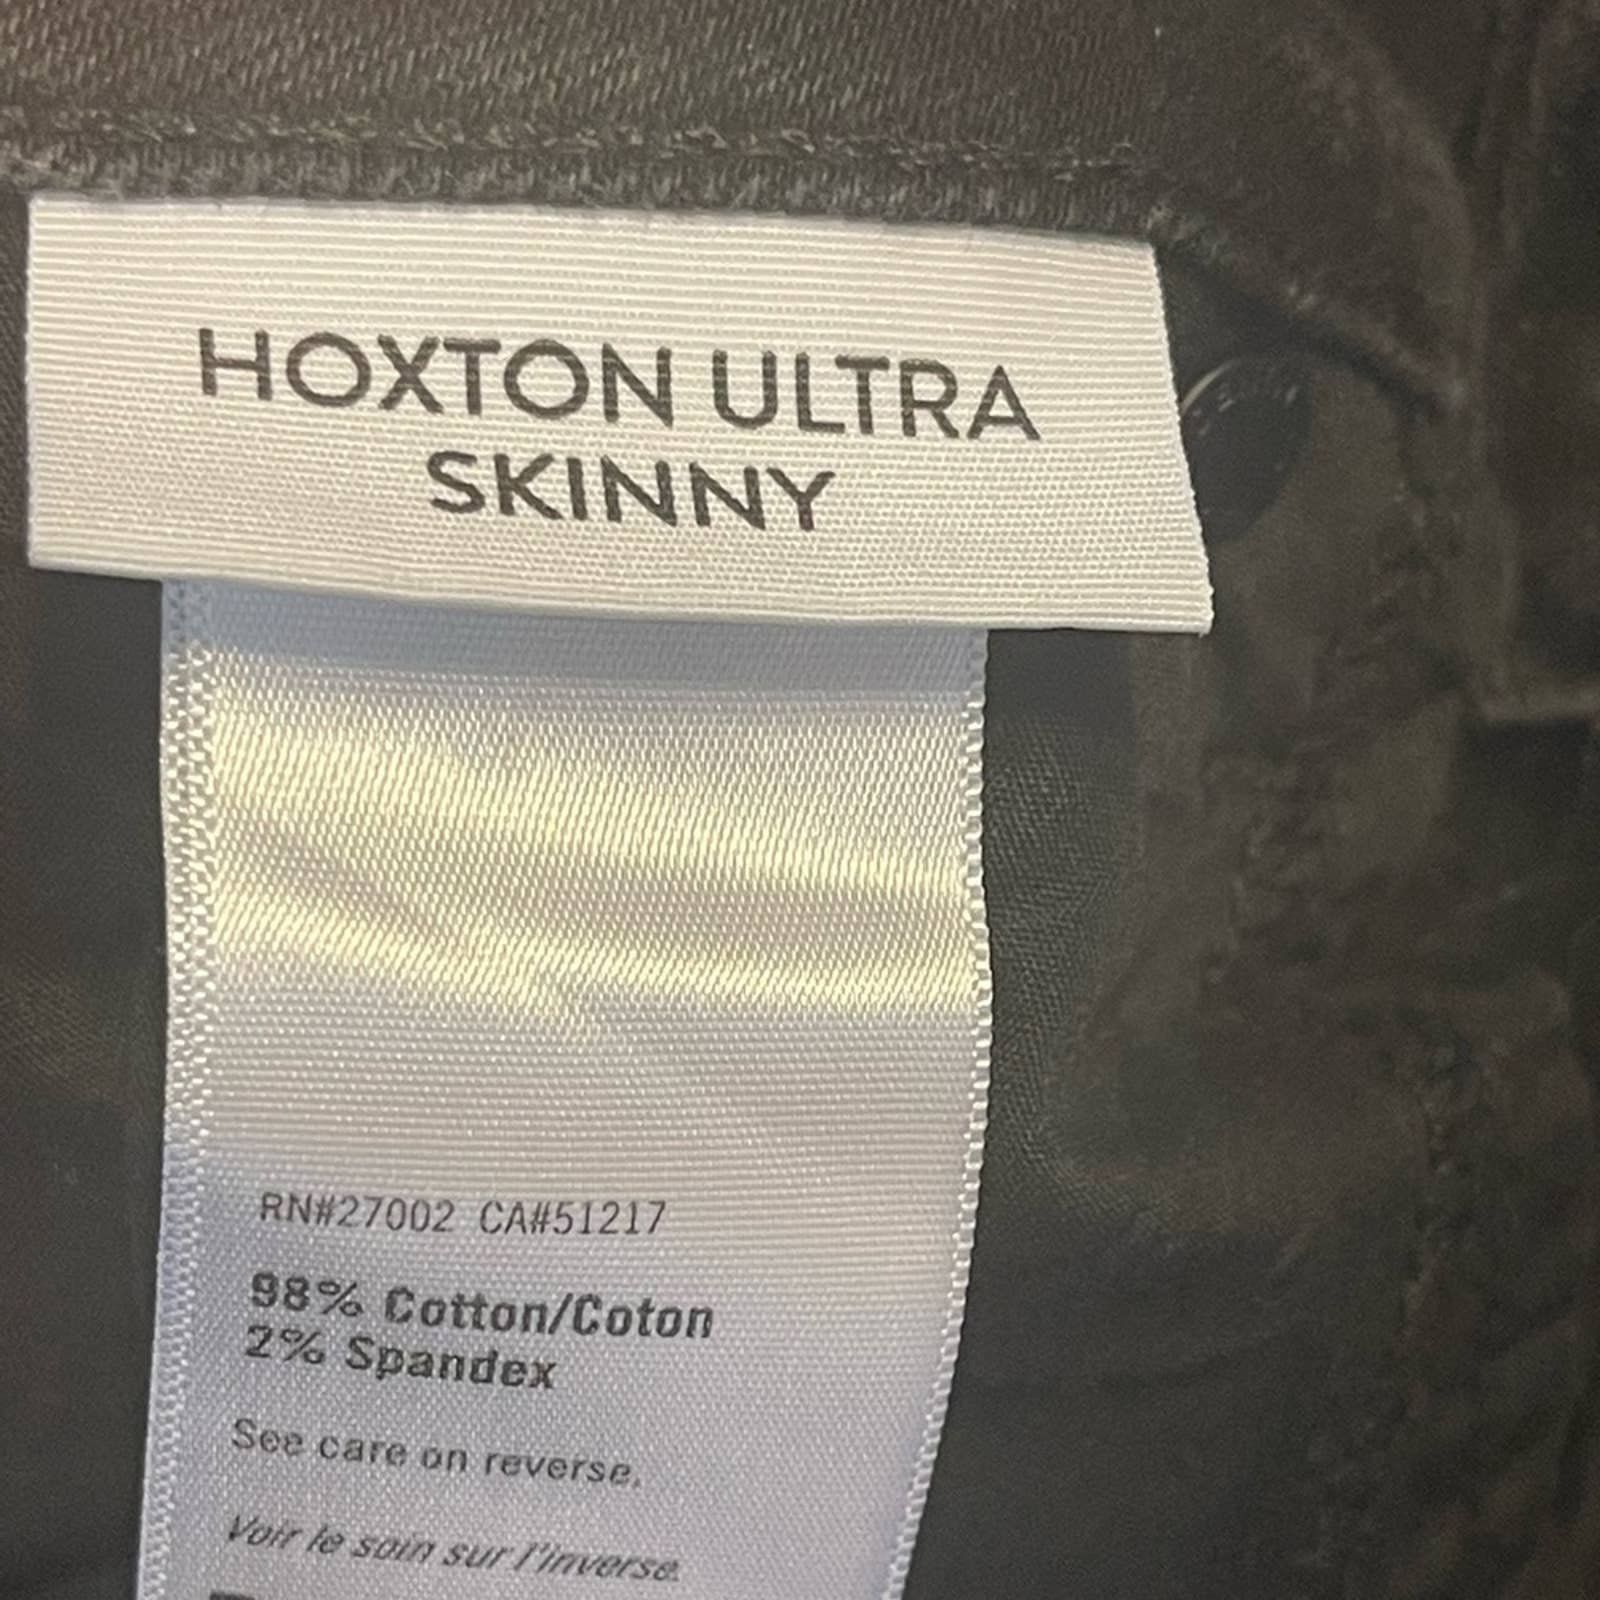 HOXTON ULTRA
SKINNY
RN#27002 CA#51217
98% Cotton/Coton
2% Spandex
See care on reverse.
Voir le soin sur l'inverse.